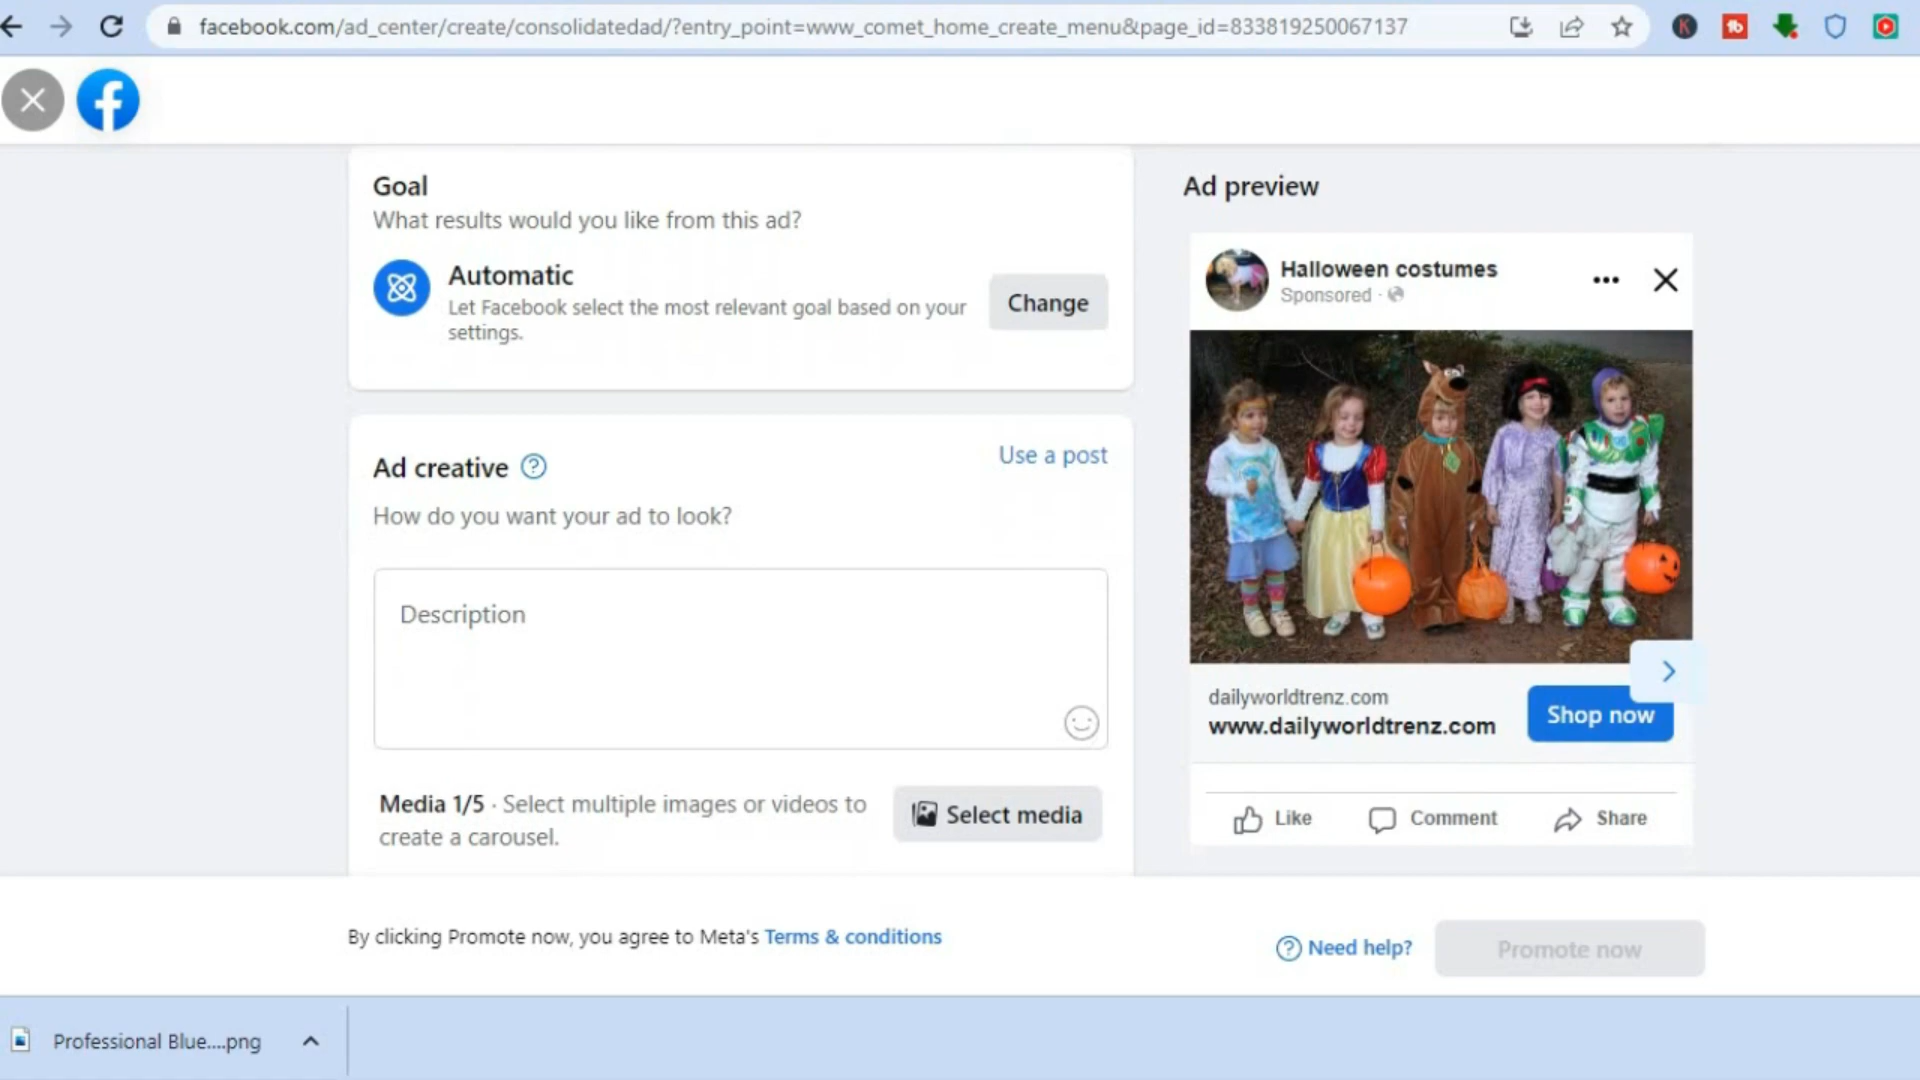 facebook.com/ad_center/create/consolidatedad/?entry_point=www_comet_home_create_menu&page_id=833819250067137
Goal
What results would you like from this ad?
Automatic
Let Facebook select the most relevant goal based on your
settings.
Change
Ad creative
Use a post
How do you want your ad to look?
Description
Media 1/5 · Select multiple images or videos to
create a carousel.
Select media
Ad preview
Halloween costumes
Sponsored ·
dailyworldtrenz.com
www.dailyworldtrenz.com
Shop now
Like
Comment
Share
By clicking Promote now, you agree to Meta's Terms & conditions
Need help?
Promote now
Professional Blue....png